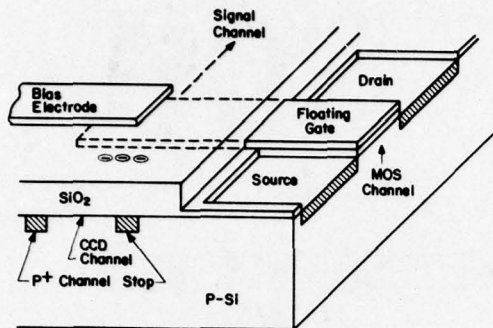 Signal
Channel
Bias
Electrode
Drain
Floating
Gate
Source
MOS
Channel
SiO₂
CCD
Channel
P⁺ Channel Stop
P-Si